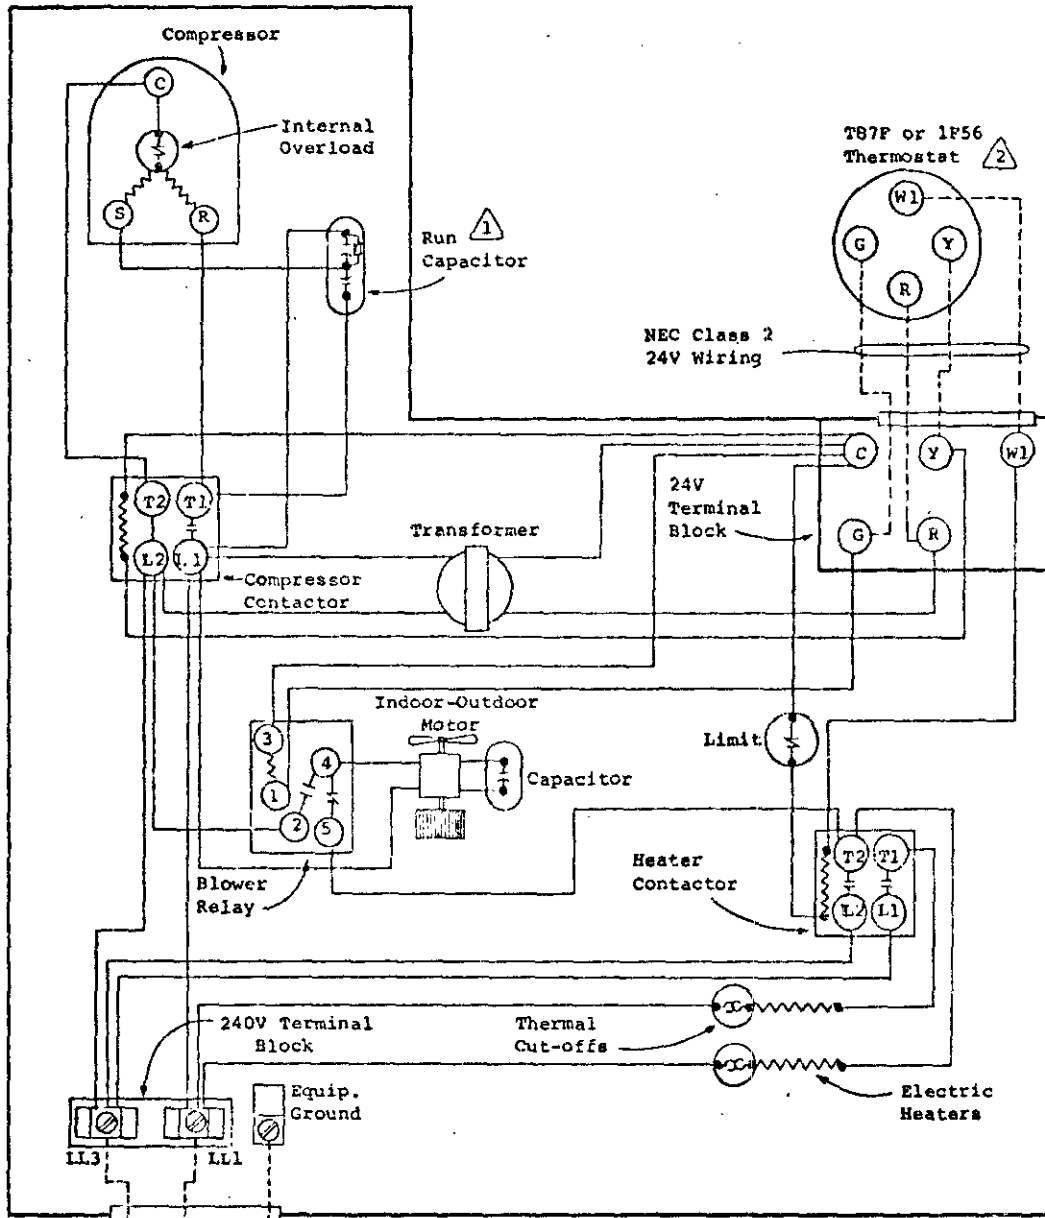 Compressor
C
Internal
Overload
S
R
Run
Capacitor
1
T87F or 1F56
Thermostat
2
W1
G
Y
R
NEC Class 2
24V Wiring
C
Y
W1
24V
Terminal
Block
G
R
T2
T1
L2
L1
Compressor
Contactor
Transformer
Indoor-Outdoor
Motor
Capacitor
Limit
3
4
1
2
5
Blower
Relay
Heater
Contactor
T2
T1
L2
L1
240V Terminal
Block
Thermal
Cut-offs
Electric
Heaters
Equip.
Ground
LL3
LL1